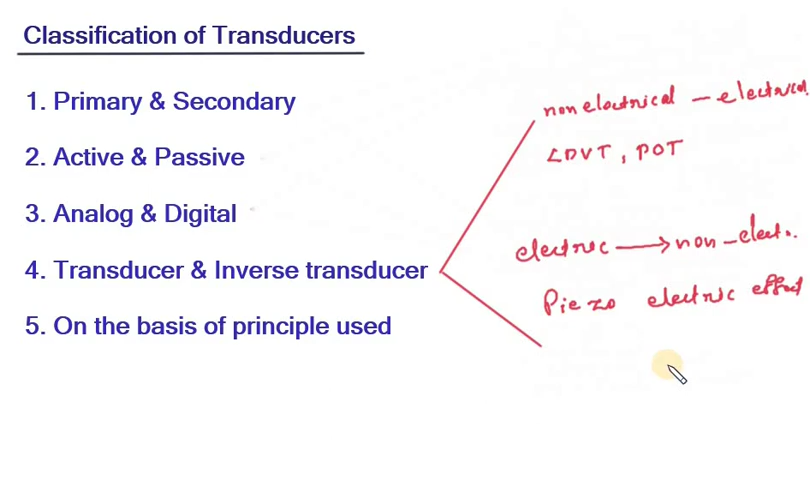 Classification of Transducers
1. Primary & Secondary
2. Active & Passive
3. Analog & Digital
4. Transducer & Inverse transducer
5. On the basis of principle used
non electrical – electrical
LDVT, POT
electric → non-elect.
Piezo electric effect